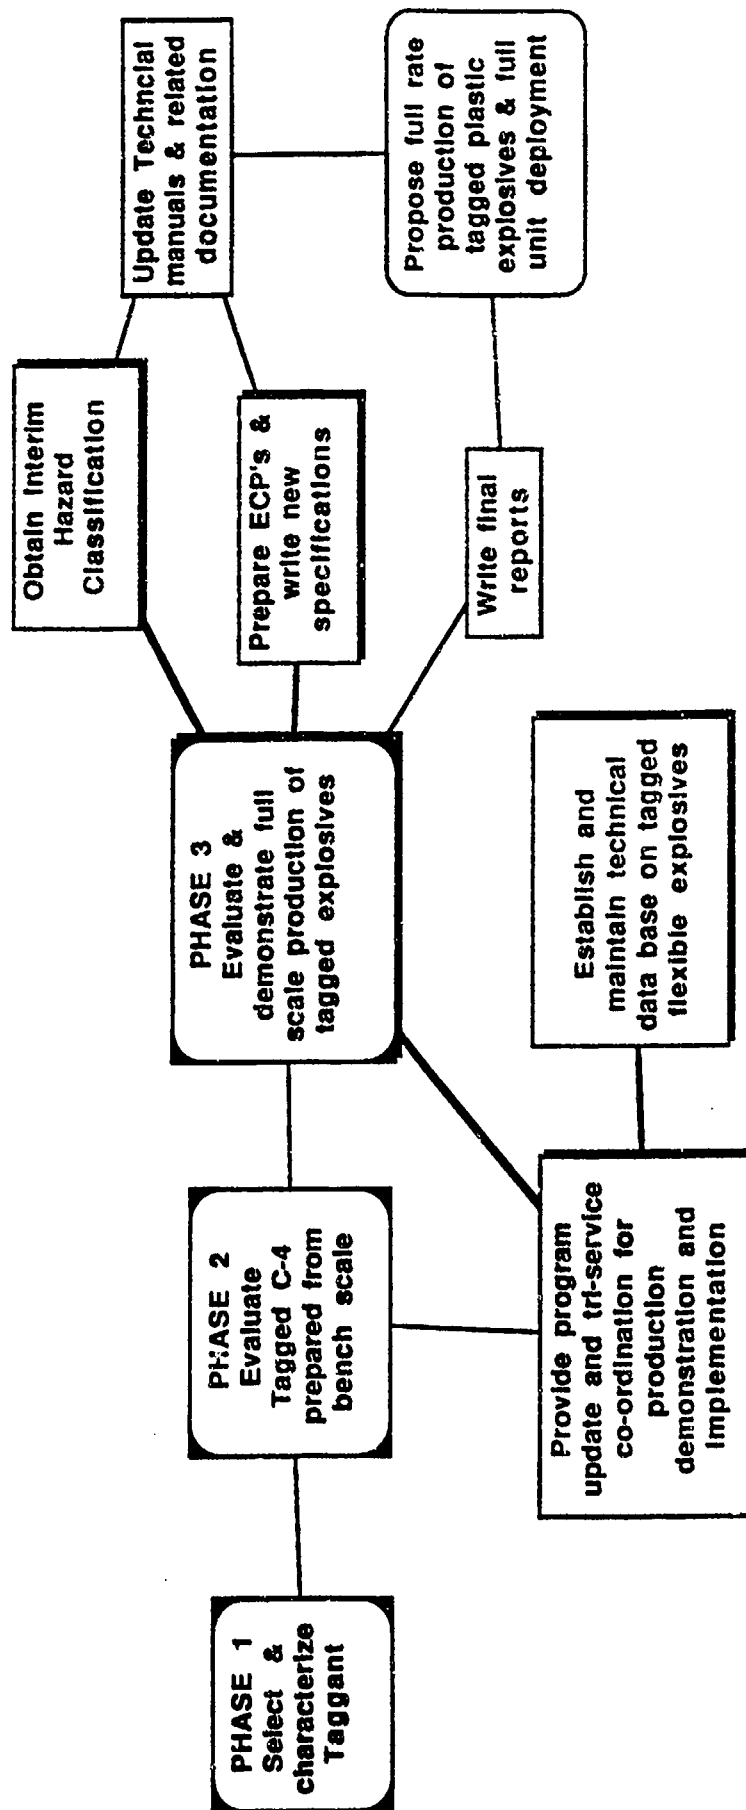 PHASE 1
Select &
characterize
Taggant
PHASE 2
Evaluate
Tagged C-4
prepared from
bench scale
Provide program
update and tri-service
co-ordination for
production
demonstration and
Implementation
PHASE 3
Evaluate &
demonstrate full
scale production of
tagged explosives
Establish and
maintain technical
data base on tagged
flexible explosives
Obtain Interim
Hazard
Classification
Prepare ECP's &
write new
specifications
Write final
reports
Update Techncial
manuals & related
documentation
Propose full rate
production of
tagged plastic
explosives & full
unit deployment